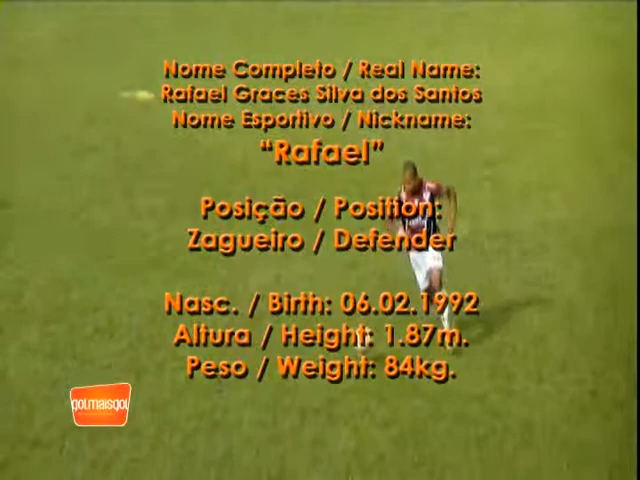 Nome Completo / Real Name:
Rafael Graces Silva dos Santos
Nome Esportivo / Nickname:
“Rafael”
Posição / Position:
Zagueiro / Defender
Nasc. / Birth: 06.02.1992
Altura / Height: 1.87m.
Peso / Weight: 84kg.
golmaisgol